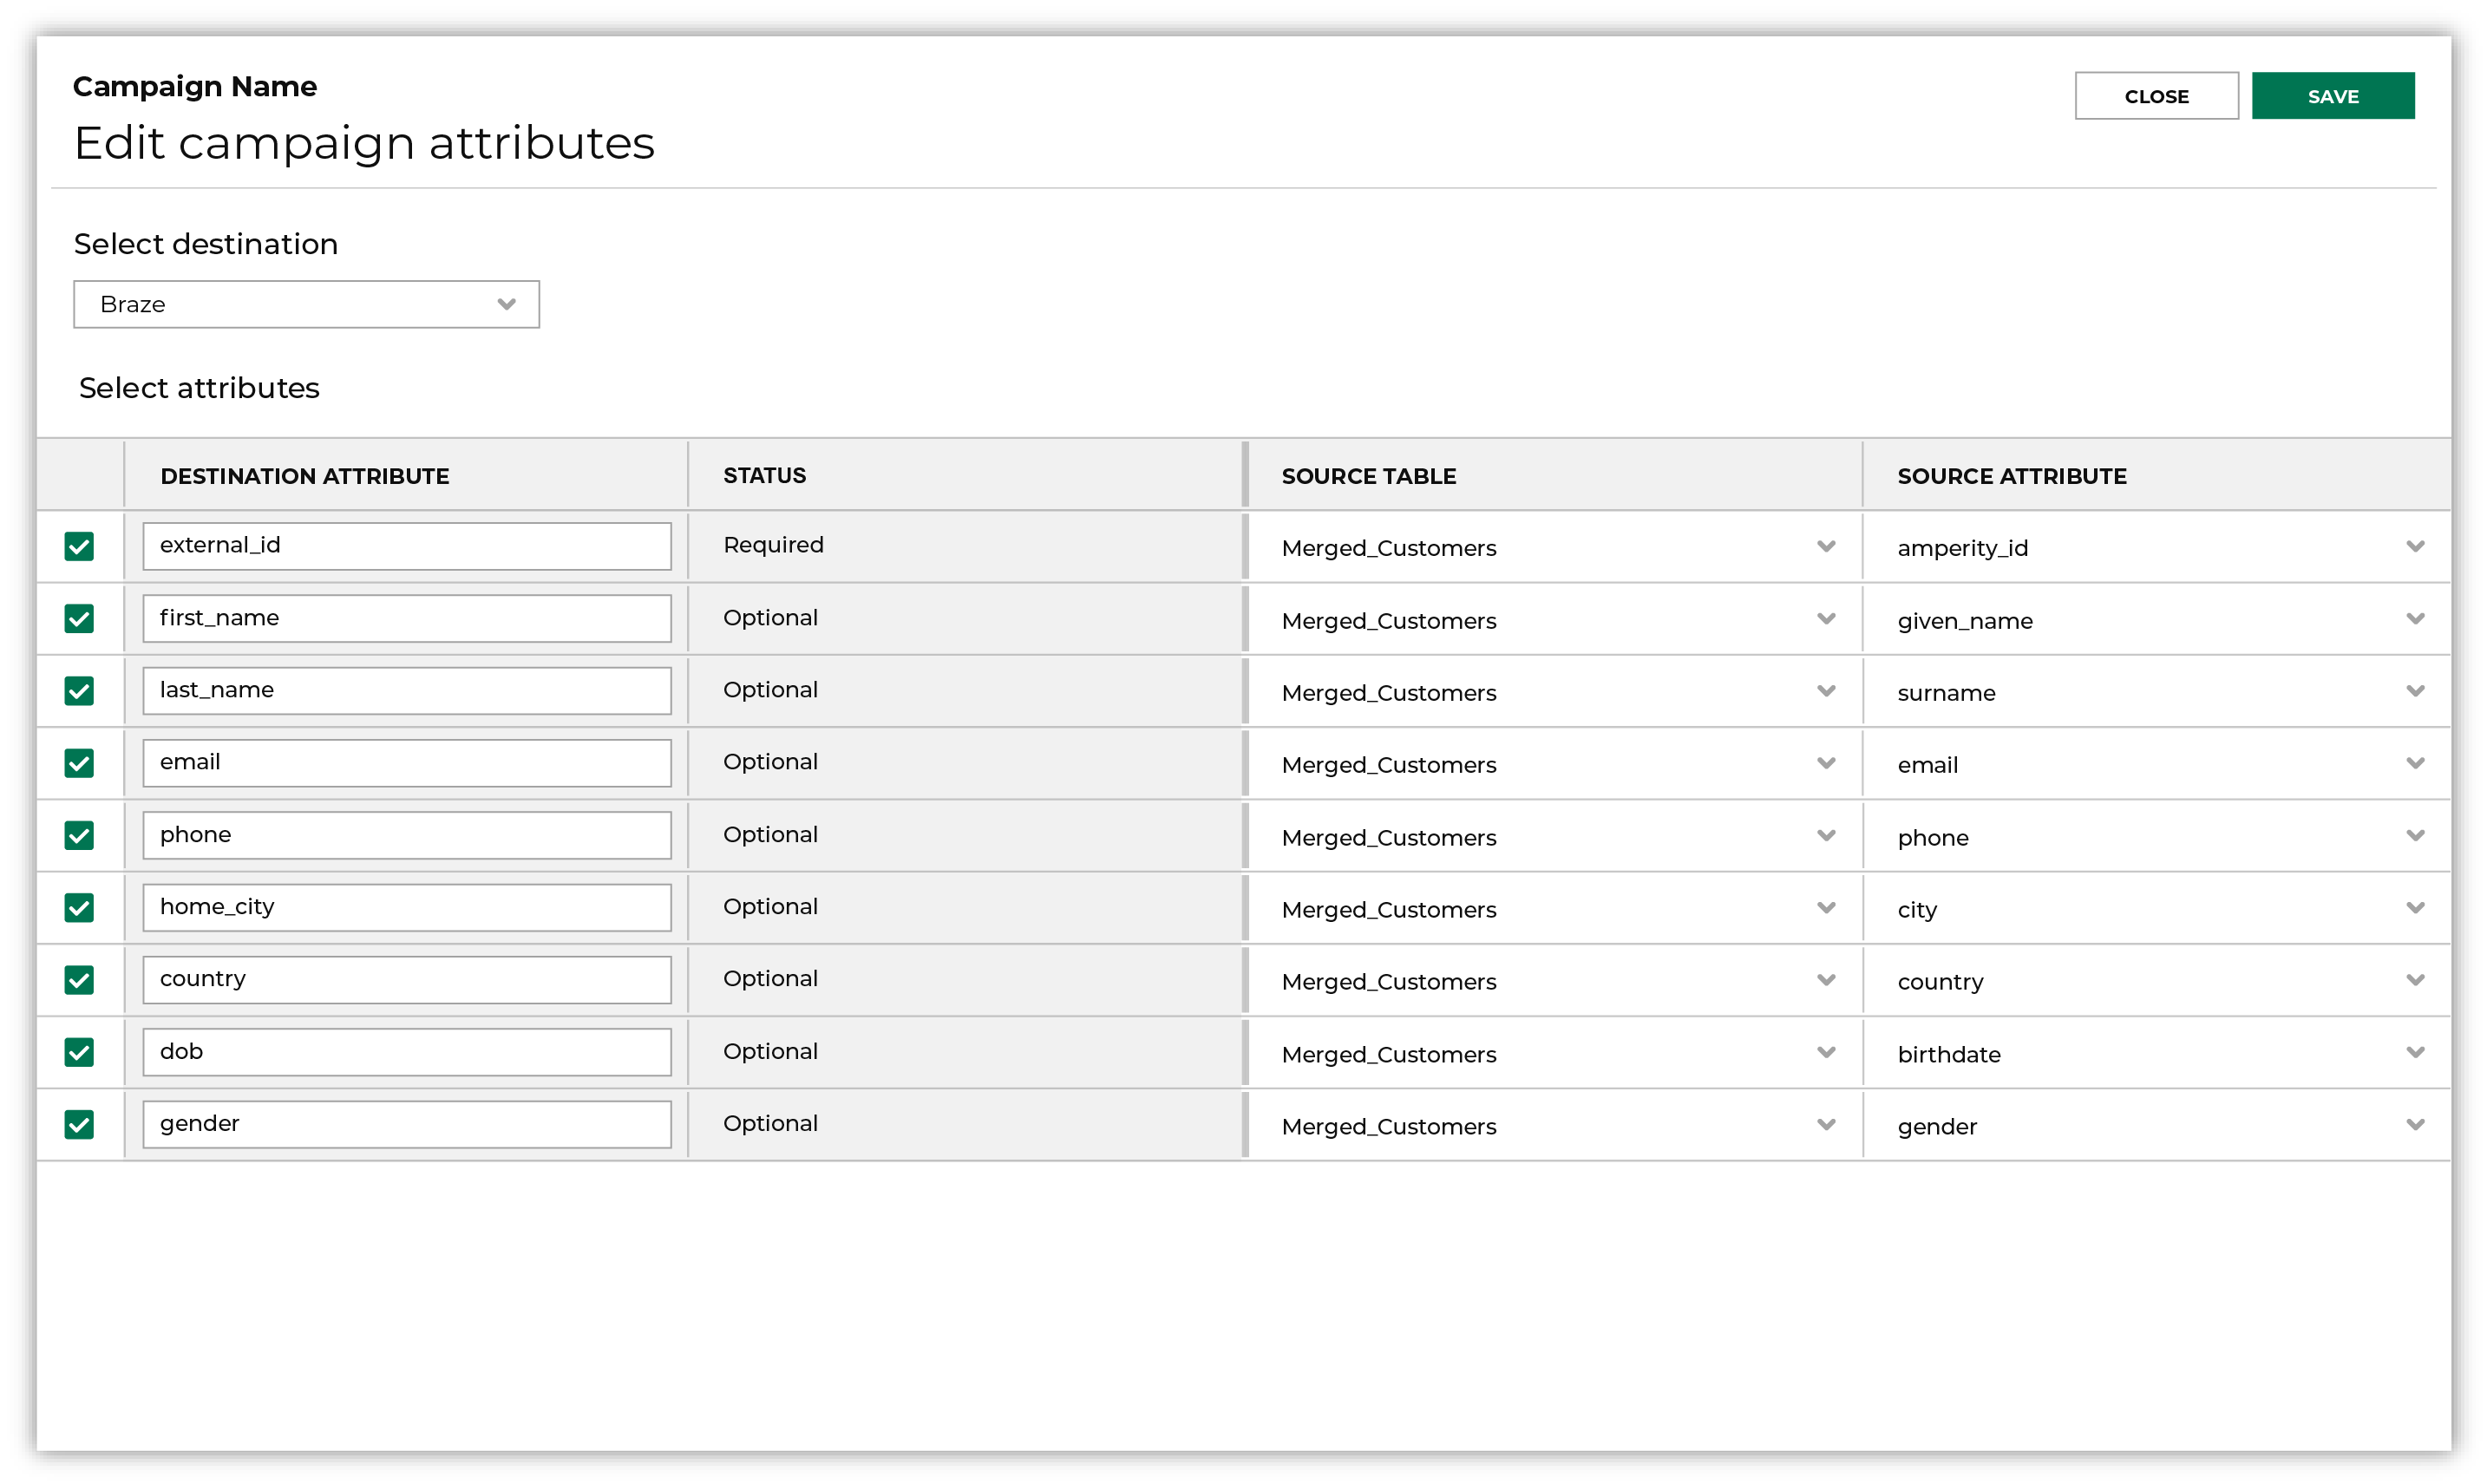 Campaign Name
CLOSE
SAVE
Edit campaign attributes
Select destination
Braze
Select attributes
DESTINATION ATTRIBUTE STATUS SOURCE TABLE SOURCE ATTRIBUTE
external_id Required Merged_Customers amperity_id
first_name Optional Merged_Customers given_name
last_name Optional Merged_Customers surname
email Optional Merged_Customers email
phone Optional Merged_Customers phone
home_city Optional Merged_Customers city
country Optional Merged_Customers country
dob Optional Merged_Customers birthdate
gender Optional Merged_Customers gender